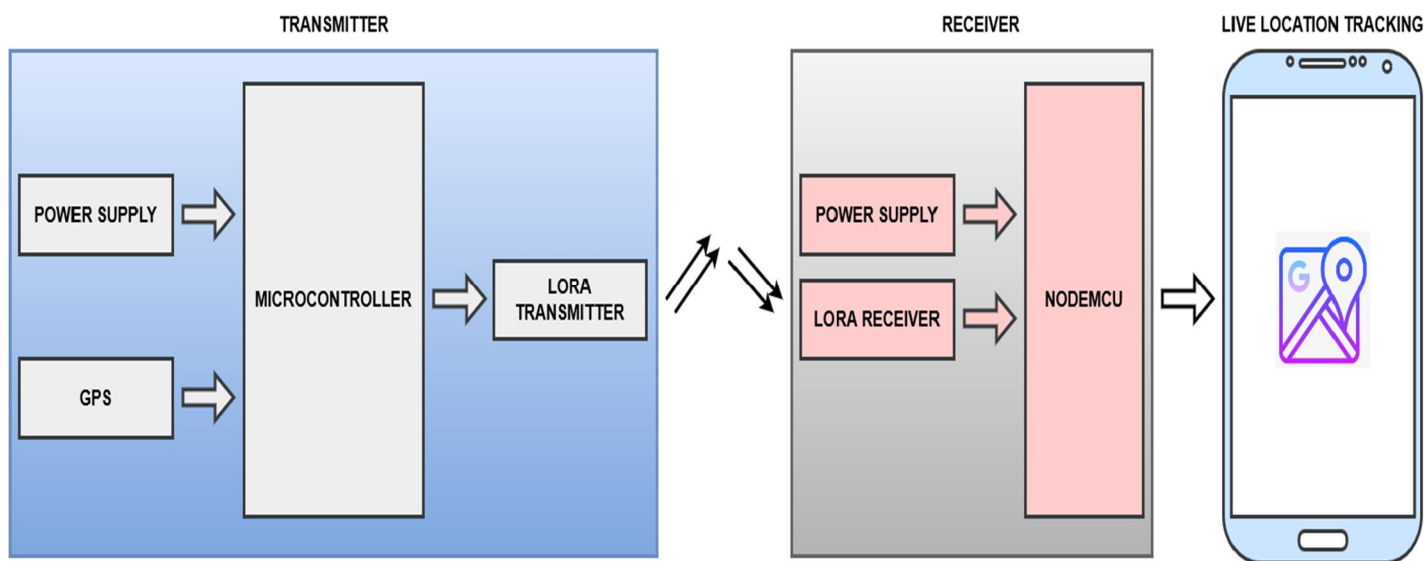 TRANSMITTER
POWER SUPPLY
GPS
MICROCONTROLLER
LORA
TRANSMITTER
RECEIVER
POWER SUPPLY
LORA RECEIVER
NODEMCU
LIVE LOCATION TRACKING
G